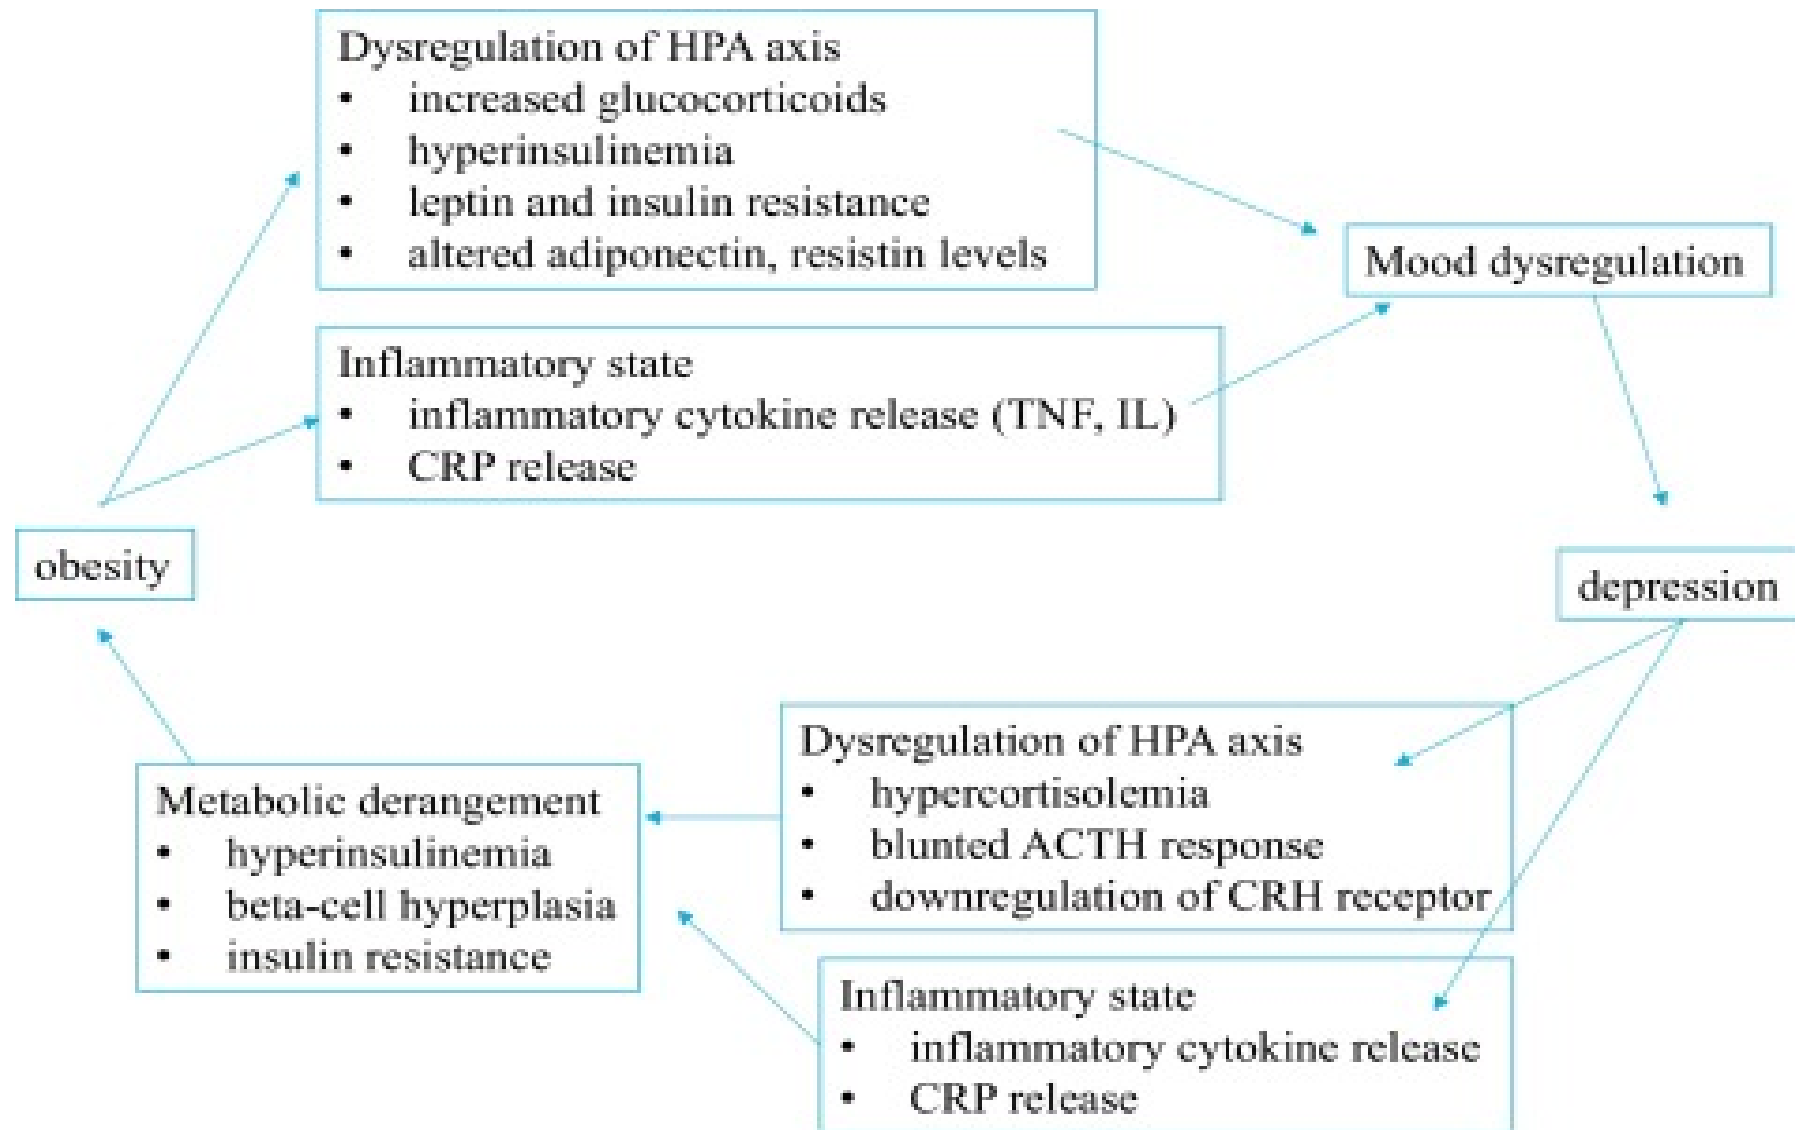 Dysregulation of HPA axis
• increased glucocorticoids
• hyperinsulinemia
• leptin and insulin resistance
• altered adiponectin, resistin levels
Mood dysregulation
Inflammatory state
• inflammatory cytokine release (TNF, IL)
• CRP release
obesity
depression
Dysregulation of HPA axis
• hypercortisolemia
• blunted ACTH response
• downregulation of CRH receptor
Metabolic derangement
• hyperinsulinemia
• beta-cell hyperplasia
• insulin resistance
Inflammatory state
• inflammatory cytokine release
• CRP release